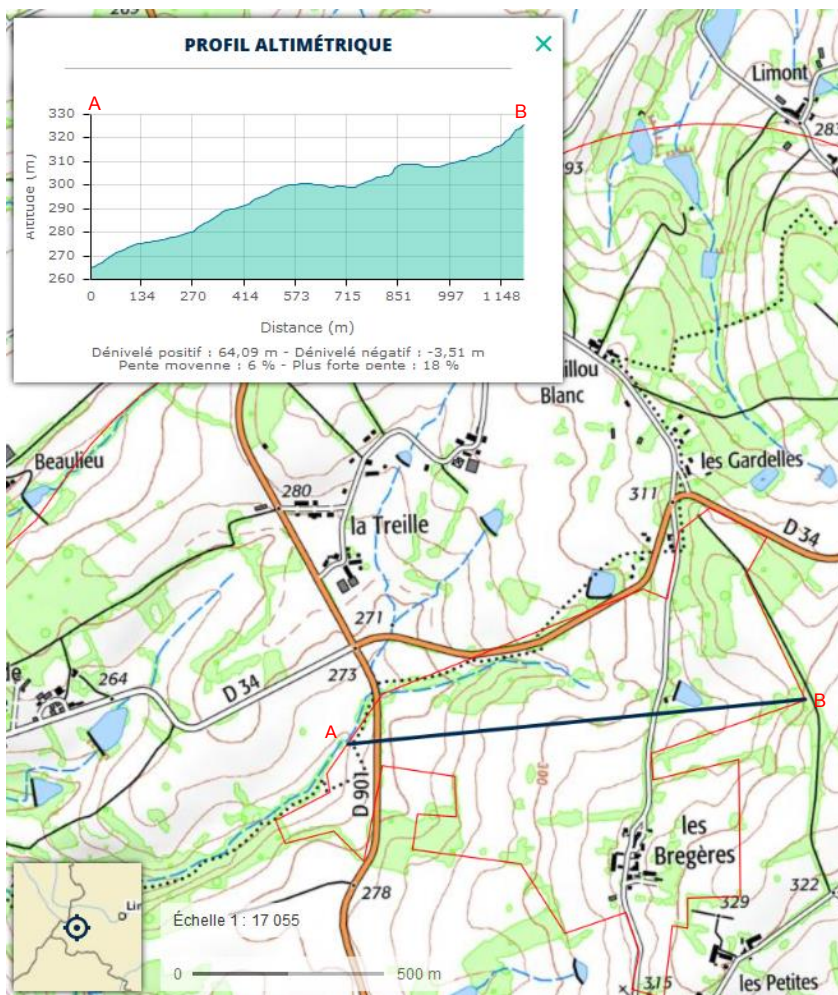 269
PROFIL ALTIMÉTRIQUE
A
B
330
320
310
300
290
280
270
260
Altitude (m)
0 134 270 414 573 715 851 997 1 148
Distance (m)
Dénivelé positif : 64,09 m - Dénivelé négatif : -3,51 m
Pente moyenne : 6 % - Plus forte pente : 18 %
Limont
283
293
illou
Blanc
Beaulieu
les Gardelles
280
311
la Treille
D 34
271
273
264
de
D 34
A
B
D 901
300
les
Bregères
278
322
329
315
les Petites
Échelle 1 : 17 055
0 500 m